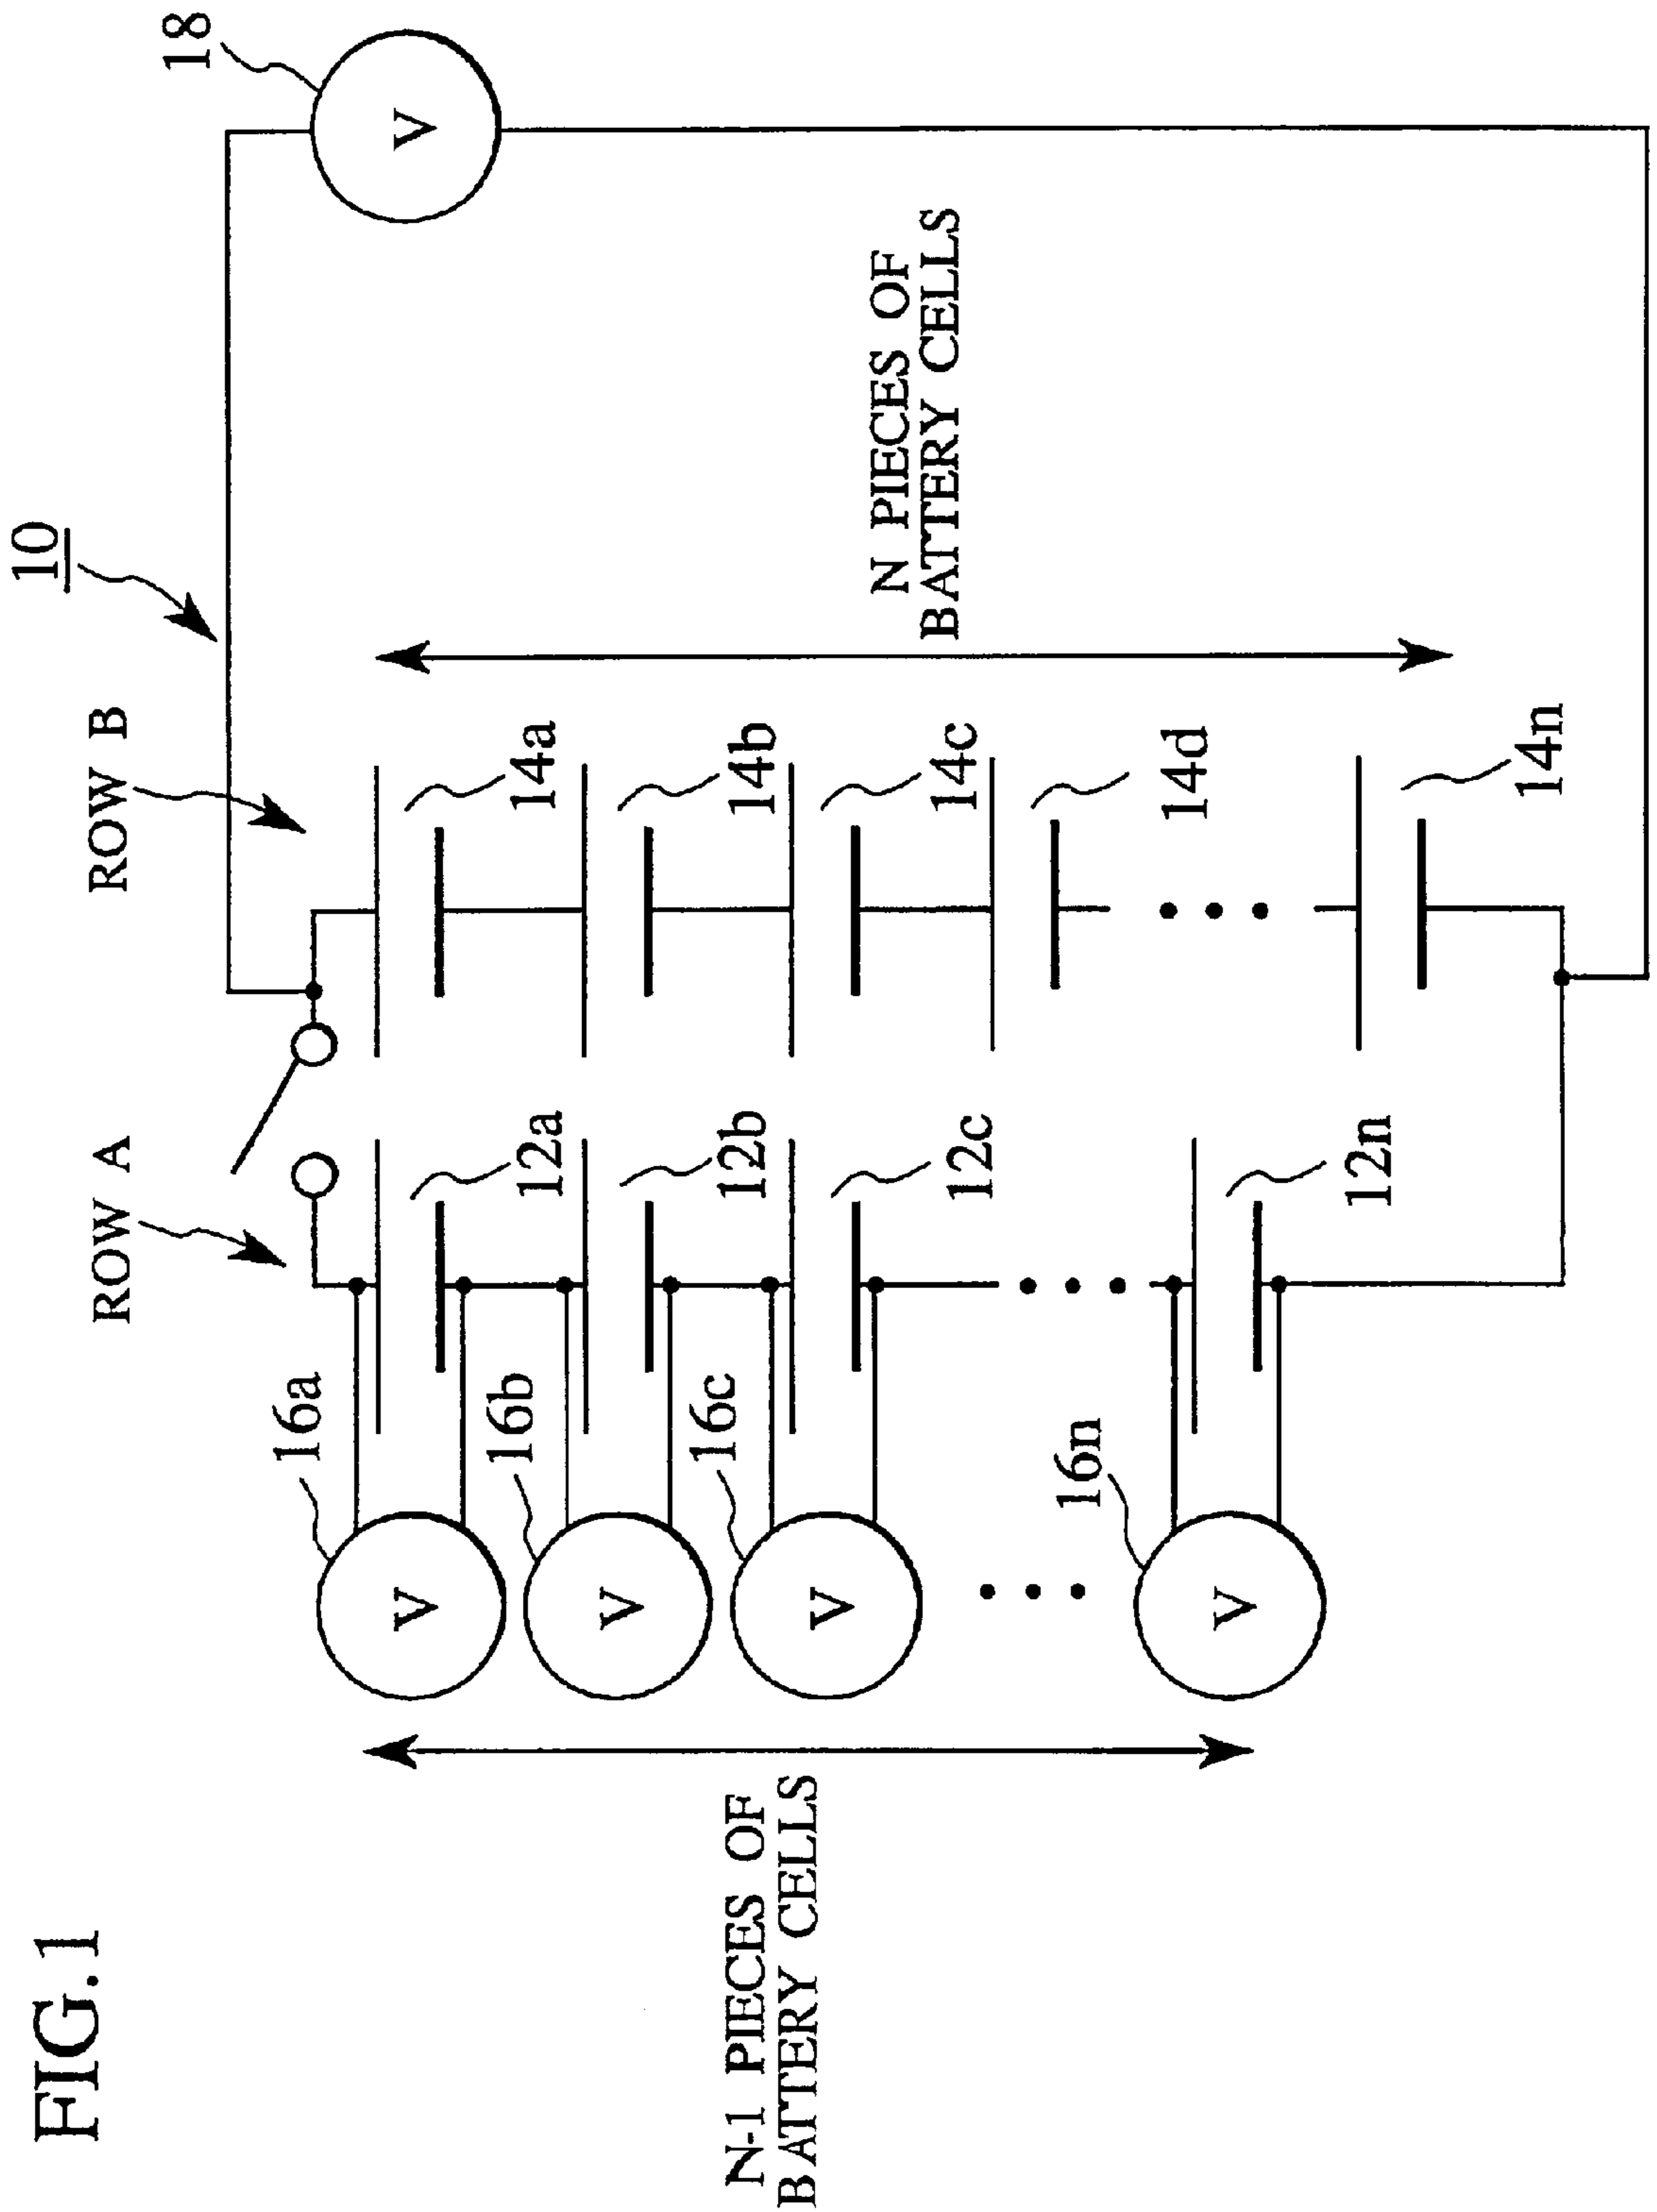 FIG.1
10
ROW A
ROW B
18
16a
12a
14a
16b
12b
14b
16c
12c
14c
14d
16n
12n
14n
V
V
V
V
V
N-1 PIECES OF
BATTERY CELLS
N PIECES OF
BATTERY CELLS